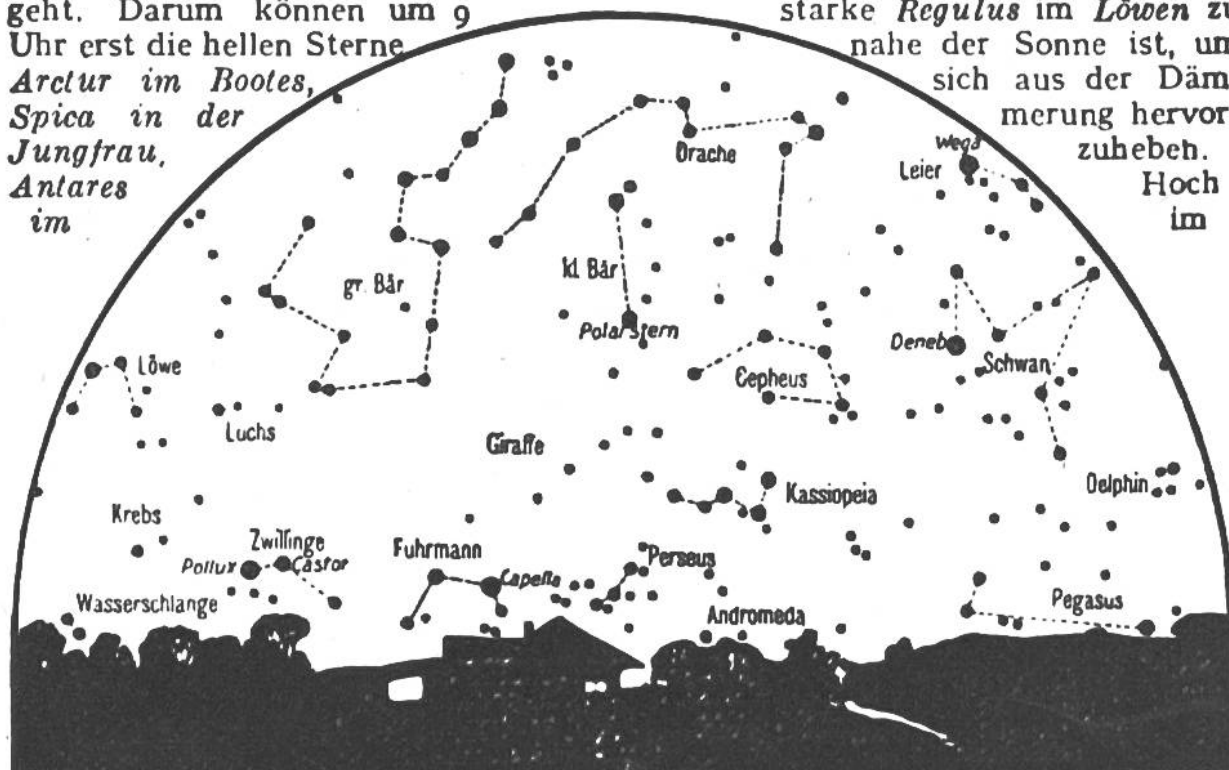 geht. Darum können um 9
Uhr erst die hellen Sterne
Arctur im Bootes,
Spica in der
Jungfrau,
Antares
im
starke Regulus im Löwen zu
nahe der Sonne ist, um
sich aus der Däm
merung hervor
zuheben.
Hoch
im
Drache
Wega
Leier
gr. Bär
kl. Bär
Polarstern
Deneb
Schwan
Löwe
Cepheus
Luchs
Giraffe
Kassiopeia
Delphin
Krebs
Zwillinge
Pollux
Castor
Fuhrmann
Capella
Perseus
Wasserschlange
Andromeda
Pegasus